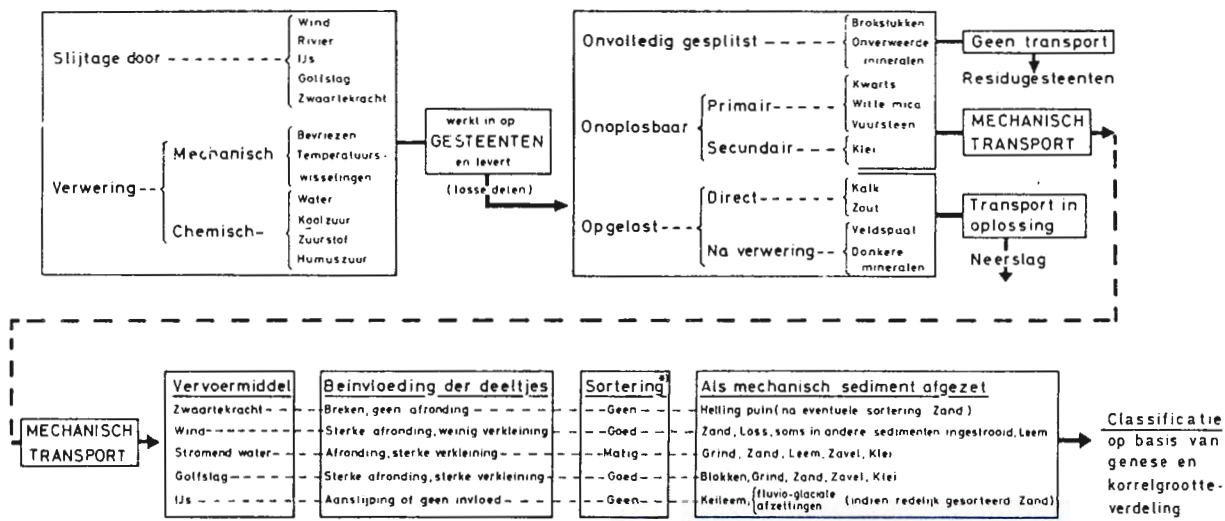 Slijtage door
Wind
Rivier
IJs
Golfslag
Zwaartekracht
Verwering
Mechanisch
Bevriezen
Temperatuurs-
wisselingen
Chemisch
Water
Koolzuur
Zuurstof
Humuszuur
werkt in op
GESTEENTEN
en levert
(losse delen)
Onvolledig gesplitst
Brokstukken
Onverweerde
mineralen
Geen transport
Residugesteenten
Onoplosbaar
Primair
Kwarts
Witte mica
Vuursteen
Secundair
Klei
MECHANISCH
TRANSPORT
Opgelost
Direct
Kalk
Zout
Na verwering
Veldspaat
Donkere
mineralen
Transport in
oplossing
Neerslag
MECHANISCH
TRANSPORT
Vervoermiddel Beinvloeding der deeltjes Sortering*) Als mechanisch sediment afgezet
Zwaartekracht Breken, geen afronding Geen Helling puin (na eventuele sortering Zand)
Wind Sterke afronding, weinig verkleining Goed Zand, Loss, soms in andere sedimenten ingestrooid, Leem
Stromend water Afronding, sterke verkleining Matig Grind, Zand, Leem, Zavel, Klei
Golfslag Sterke afronding, sterke verkleining Goed Blokken, Grind, Zand, Zavel, Klei
IJs Aanslijping of geen invloed Geen Keileem, fluvio-glaciale afzettingen (indien redelijk gesorteerd Zand)
Classificatie
op basis van
genese en
korrelgrootte-
verdeling